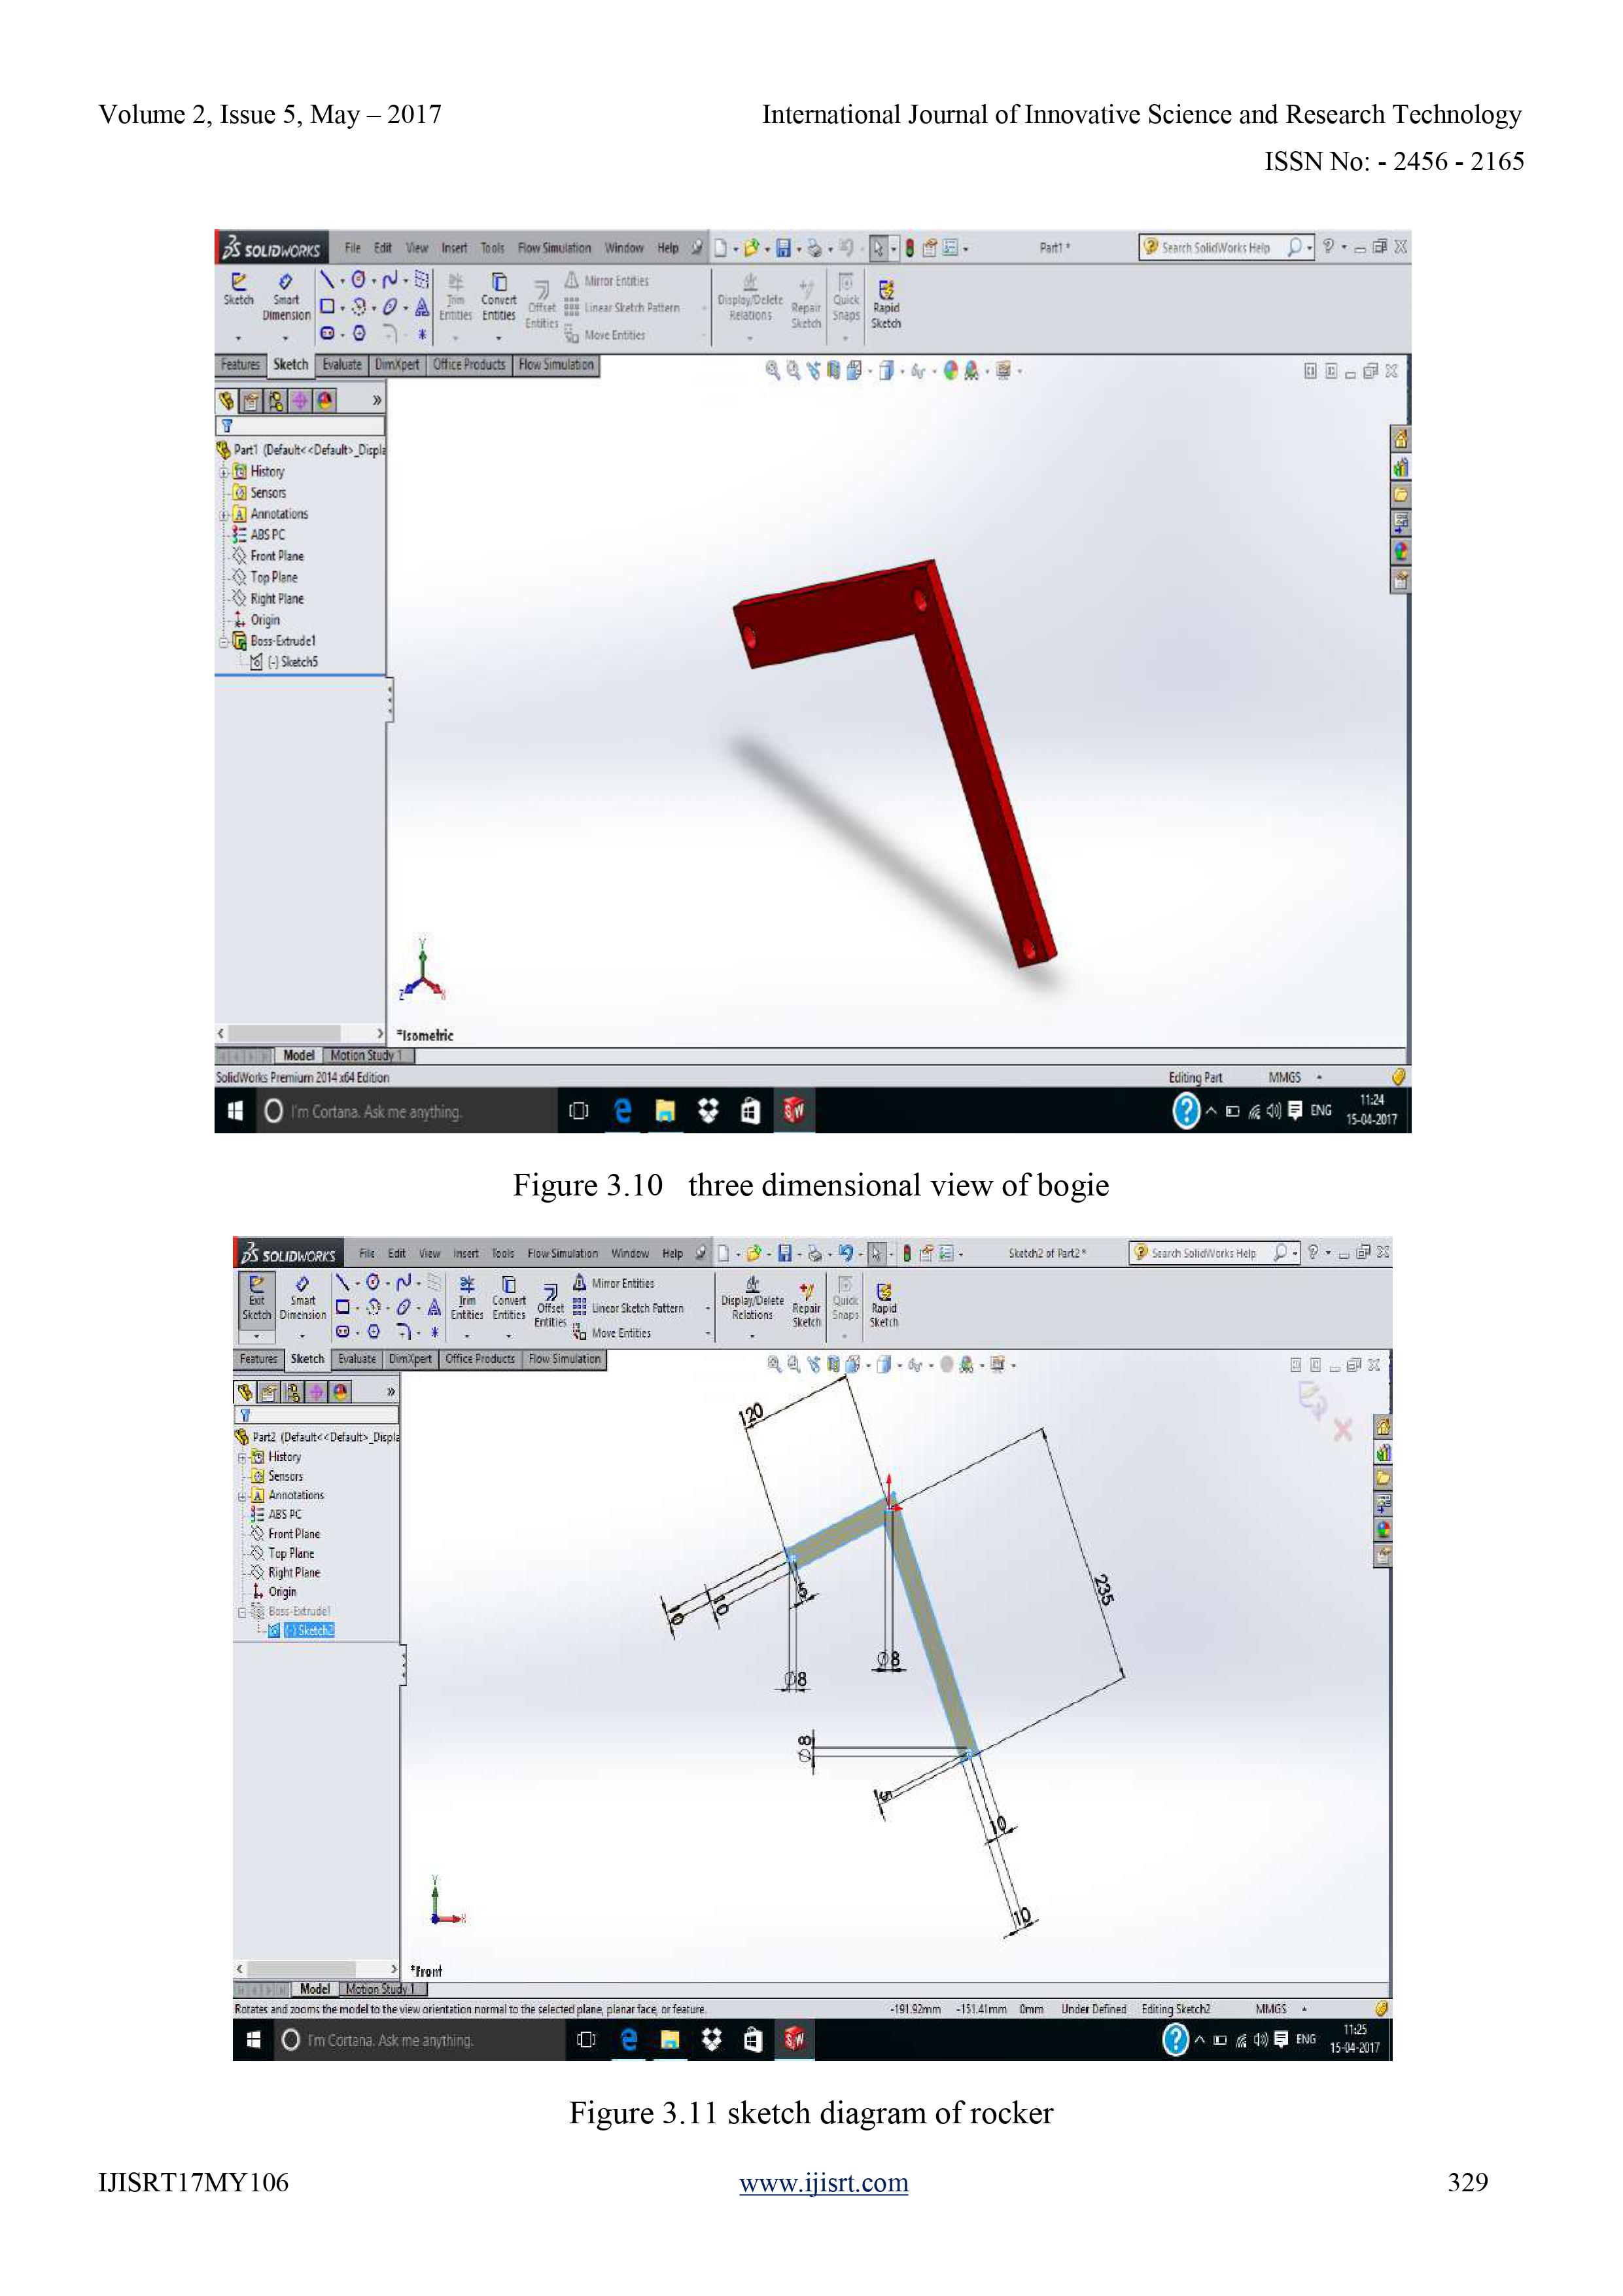 Volume 2, Issue 5, May – 2017
International Journal of Innovative Science and Research Technology
ISSN No: - 2456 - 2165
SOLIDWORKS File Edit View Insert Tools Flow Simulation Window Help Part1 * Search SolidWorks Help
Sketch Smart Dimension Trim Entities Convert Entities Offset Entities Mirror Entities Linear Sketch Pattern Move Entities Display/Delete Relations Repair Sketch Quick Snaps Rapid Sketch
Features Sketch Evaluate DimXpert Office Products Flow Simulation
Part1 (Default<<Default>_Displa
History
Sensors
Annotations
ABS PC
Front Plane
Top Plane
Right Plane
Origin
Boss-Extrude1
(-) Sketch5
Y
Z
X
*Isometric
Model Motion Study 1
SolidWorks Premium 2014 x64 Edition Editing Part MMGS
I'm Cortana. Ask me anything. ENG 11:24
15-04-2017
Figure 3.10 three dimensional view of bogie
SOLIDWORKS File Edit View Insert Tools Flow Simulation Window Help Sketch2 of Part2 * Search SolidWorks Help
Exit Sketch Smart Dimension Trim Entities Convert Entities Offset Entities Mirror Entities Linear Sketch Pattern Move Entities Display/Delete Relations Repair Sketch Quick Snaps Rapid Sketch
Features Sketch Evaluate DimXpert Office Products Flow Simulation
Part2 (Default<<Default>_Displa
History
Sensors
Annotations
ABS PC
Front Plane
Top Plane
Right Plane
Origin
Boss-Extrude1
(-) Sketch2
120
235
10
10
5
∅8
∅8
∅8
5
10
10
Y
X
*Front
Model Motion Study 1
Rotates and zooms the model to the view orientation normal to the selected plane, planar face, or feature. -191.92mm -151.41mm 0mm Under Defined Editing Sketch2 MMGS
I'm Cortana. Ask me anything. ENG 11:25
15-04-2017
Figure 3.11 sketch diagram of rocker
IJISRT17MY106 www.ijisrt.com 329